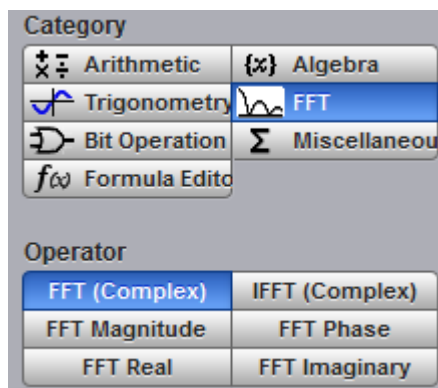 Category
Arithmetic {x} Algebra
Trigonometry FFT
Bit Operation Σ Miscellaneou
f(x) Formula Edito
Operator
FFT (Complex) IFFT (Complex)
FFT Magnitude FFT Phase
FFT Real FFT Imaginary